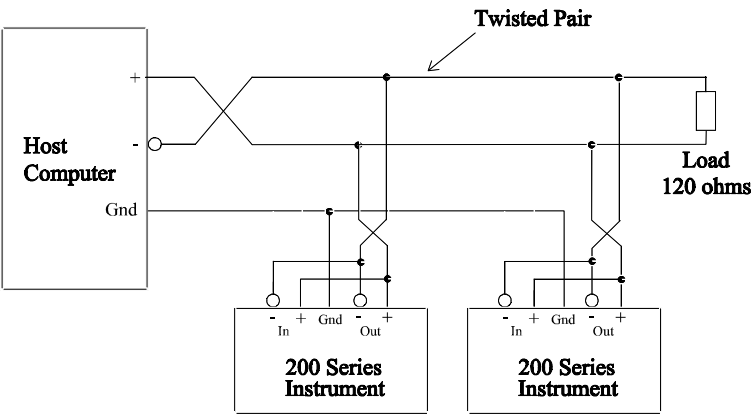 Twisted Pair
+
Host
Computer
-
Gnd
Load
120 ohms
- + Gnd - +
In Out
200 Series
Instrument
- + Gnd - +
In Out
200 Series
Instrument